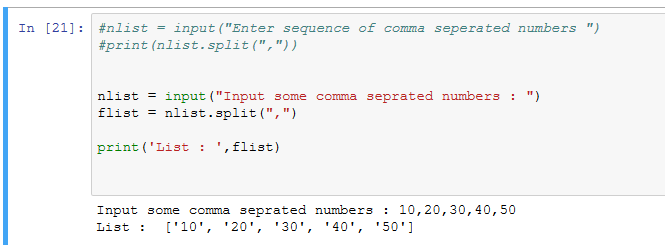 In [21]: #nlist = input("Enter sequence of comma seperated numbers ")
#print(nlist.split(","))
nlist = input("Input some comma seprated numbers : ")
flist = nlist.split(",")
print('List : ',flist)
Input some comma seprated numbers : 10,20,30,40,50
List :  ['10', '20', '30', '40', '50']